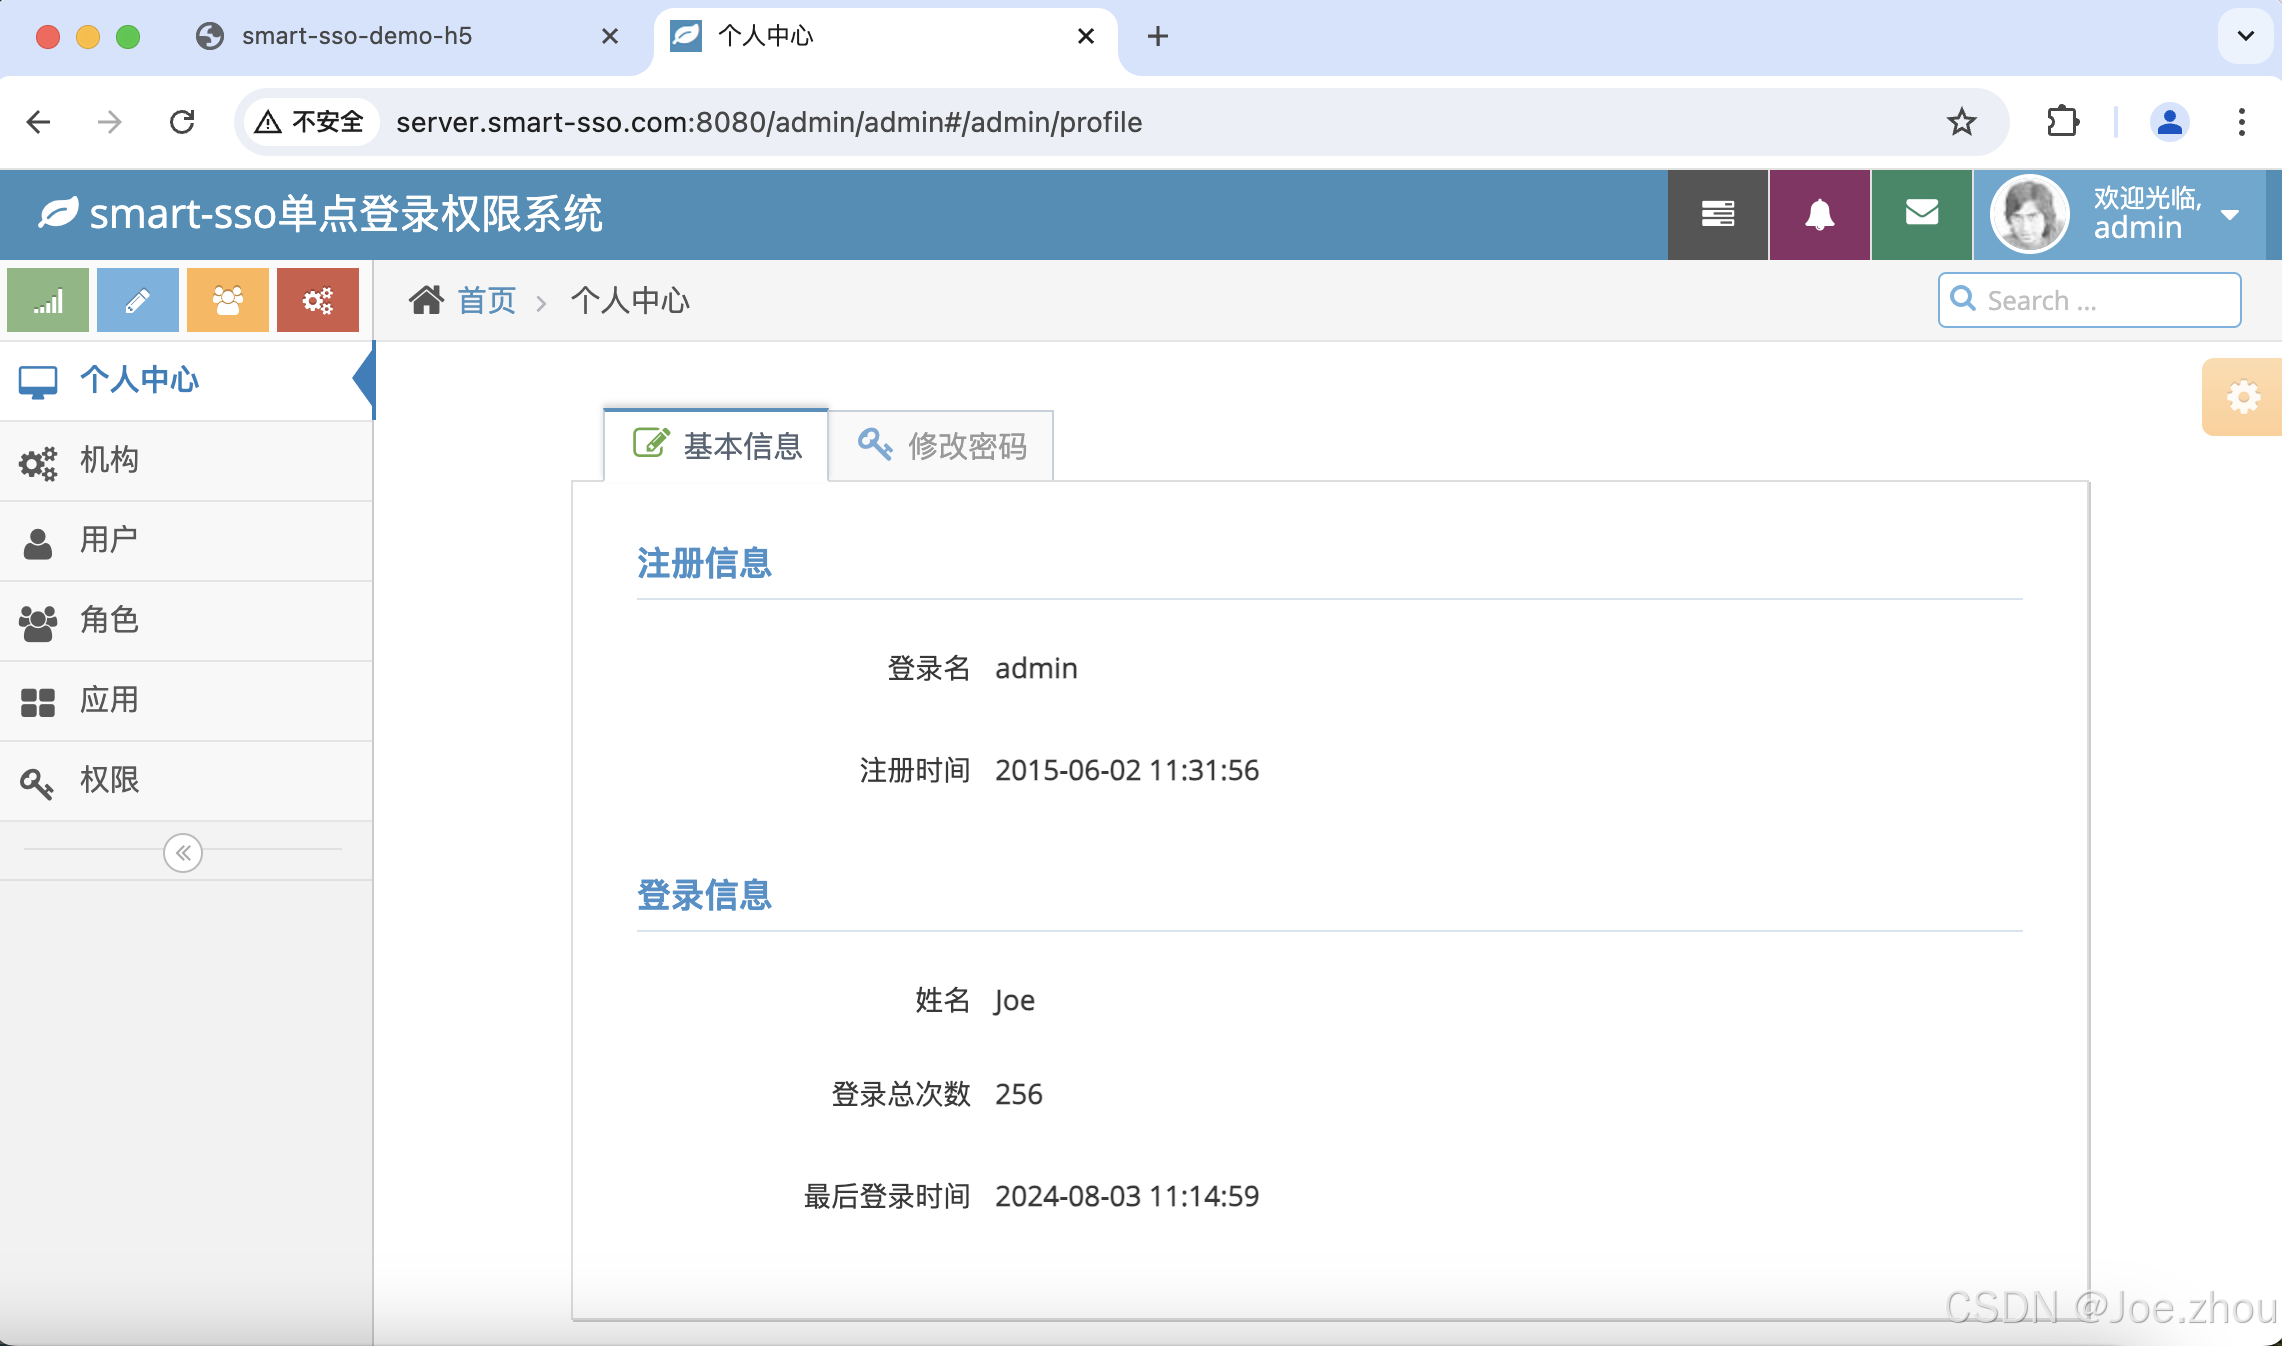 smart-sso-demo-h5
个人中心
不安全
server.smart-sso.com:8080/admin/admin#/admin/profile
smart-sso单点登录权限系统
欢迎光临,
admin
首页
个人中心
Search ...
个人中心
机构
用户
角色
应用
权限
基本信息
修改密码
注册信息
登录名 admin
注册时间 2015-06-02 11:31:56
登录信息
姓名 Joe
登录总次数 256
最后登录时间 2024-08-03 11:14:59
CSDN @Joe.zhou